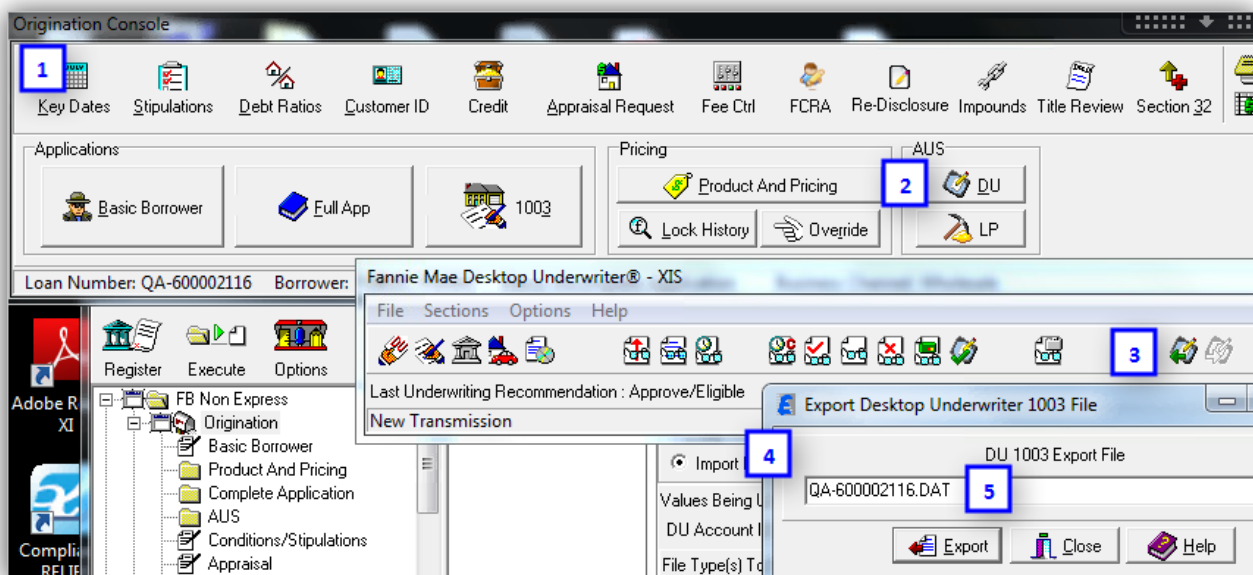 Origination Console
1
Key Dates Stipulations Debt Ratios Customer ID Credit Appraisal Request Fee Ctrl FCRA Re-Disclosure Impounds Title Review Section 32
Applications Pricing AUS
Basic Borrower Full App 1003 Product And Pricing 2 DU
Lock History Override LP
Loan Number: QA-600002116 Borrower:
Fannie Mae Desktop Underwriter® - XIS
File Sections Options Help
3
Register Execute Options
Last Underwriting Recommendation : Approve/Eligible
New Transmission
Adobe R
XI
FB Non Express
Origination
Basic Borrower
Product And Pricing
Complete Application
AUS
Conditions/Stipulations
Appraisal
Compli
RELIE
Import
Values Being U
DU Account I
File Type(s) To
Export Desktop Underwriter 1003 File
4
DU 1003 Export File
QA-600002116.DAT 5
Export Close Help